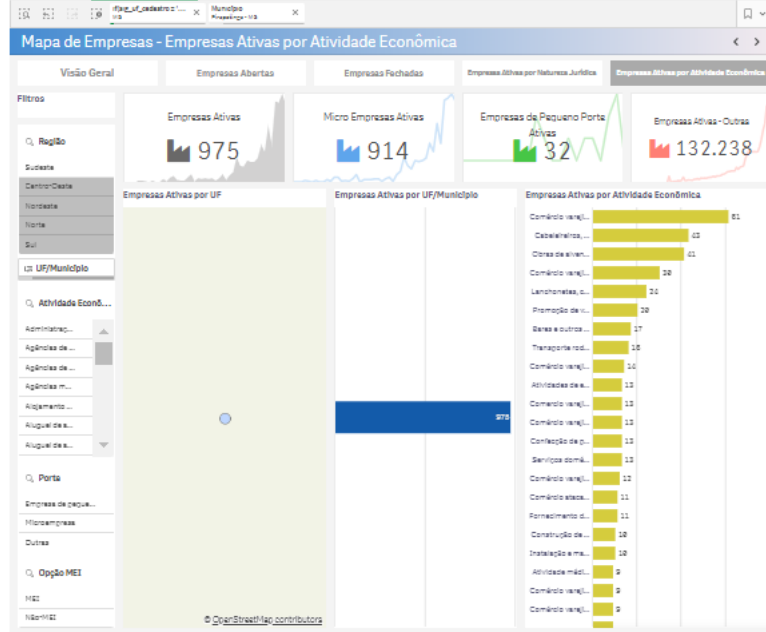 Município
MG
Pirapetinga - MG
Mapa de Empresas - Empresas Ativas por Atividade Econômica
Visão Geral
Empresas Abertas
Empresas Fechadas
Empresas Ativas por Natureza Jurídica
Empresas Ativas por Atividade Econômica
Filtros
Empresas Ativas
975
Micro Empresas Ativas
914
Empresas de Pequeno Porte
Ativas
32
Empresas Ativas - Outras
132.238
Região
Sudeste
Centro-Oeste
Nordeste
Norte
Sul
UF/Município
Atividade Econô...
Administraç...
Agências de ...
Agências de ...
Agências m...
Alojamento ...
Aluguel de s...
Porte
Empresa de peque...
Microempresa
Outras
Opção MEI
MEI
Não-MEI
Empresas Ativas por UF
© OpenStreetMap contributors
Empresas Ativas por UF/Município
975
Empresas Ativas por Atividade Econômica
Comércio varej...
61
Cabeleireiros, ...
43
Obras de alven...
41
Comércio varej...
Lanchonetes, c...
24
Promoção de v...
Bares e outros ...
17
Transporte rod...
16
Comércio varej...
14
Atividades de e...
13
Comércio varej...
13
Comércio varej...
13
Confecção de p...
13
Serviços domé...
13
Comércio varej...
12
Comércio ataca...
11
Fornecimento d...
11
Construção de ...
10
Instalação e ma...
10
Atividade médi...
9
Comércio varej...
9
Comércio varej...
9